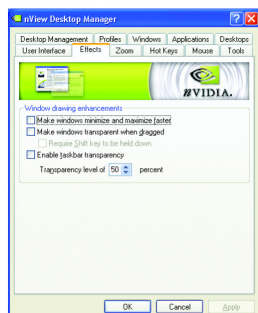 nView Desktop Manager
Desktop Management Profiles Windows Applications Desktops
User Interface Effects Zoom Hot Keys Mouse Tools
nVIDIA.
Window drawing enhancements
Make windows minimize and maximize faster
Make windows transparent when dragged
Require Shift key to be held down
Enable taskbar transparency
Transparency level of 50 percent
OK Cancel Apply